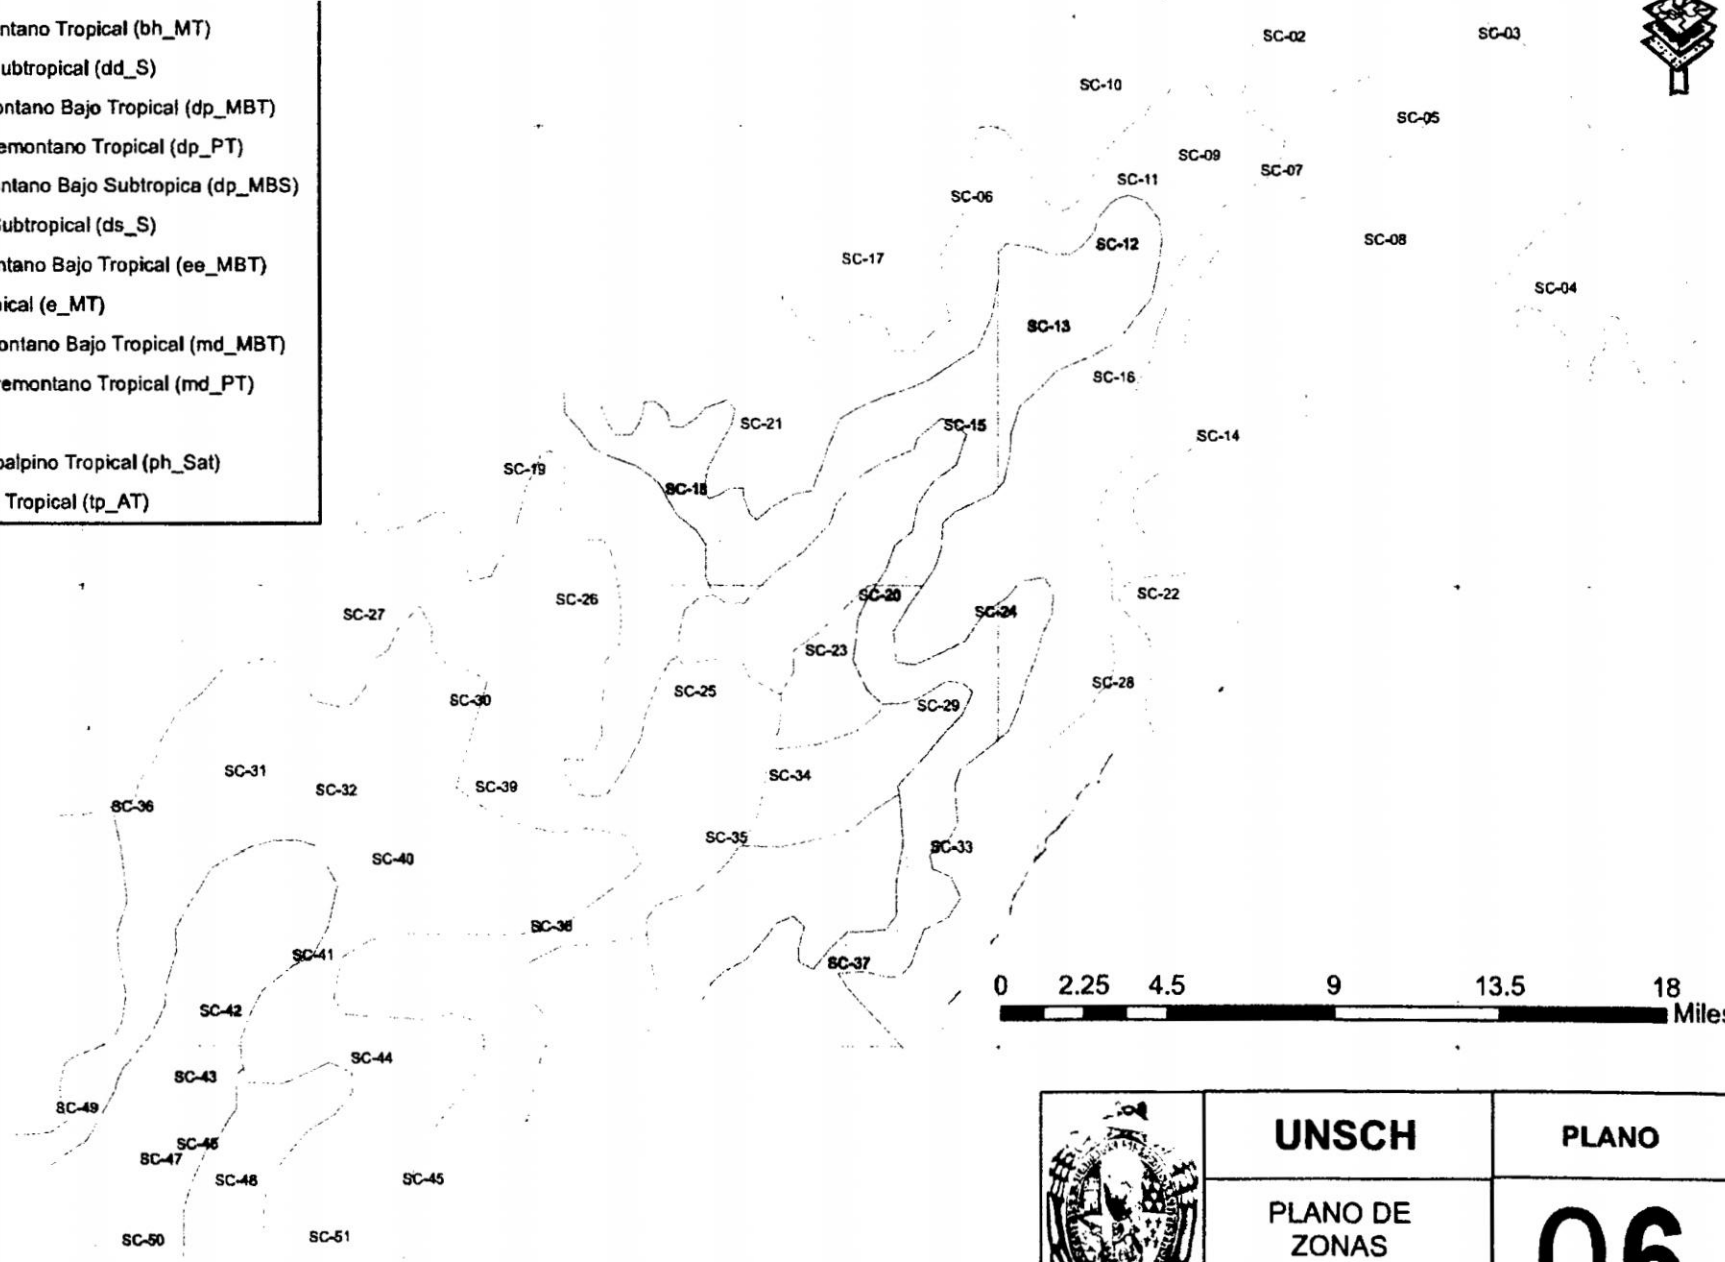 ntano Tropical (bh_MT)
ubtropical (dd_S)
ontano Bajo Tropical (dp_MBT)
emontano Tropical (dp_PT)
ntano Bajo Subtropica (dp_MBS)
Subtropical (ds_S)
ntano Bajo Tropical (ee_MBT)
ical (e_MT)
ontano Bajo Tropical (md_MBT)
emontano Tropical (md_PT)
palpino Tropical (ph_Sat)
Tropical (tp_AT)
SC-02
SC-03
SC-10
SC-05
SC-09
SC-07
SC-11
SC-06
SC-12
SC-08
SC-17
SC-04
SC-13
SC-16
SC-21
SC-15
SC-14
SC-19
SC-18
SC-26
SC-20
SC-22
SC-27
SC-24
SC-23
SC-28
SC-25
SC-30
SC-29
SC-31
SC-34
SC-32
SC-39
SC-36
SC-35
SC-33
SC-40
SC-38
SC-41
SC-37
SC-42
SC-44
SC-43
SC-49
SC-47
SC-48
SC-45
SC-50
SC-51
0 2.25 4.5 9 13.5 18
Miles
UNSCH
PLANO
PLANO DE
ZONAS
06